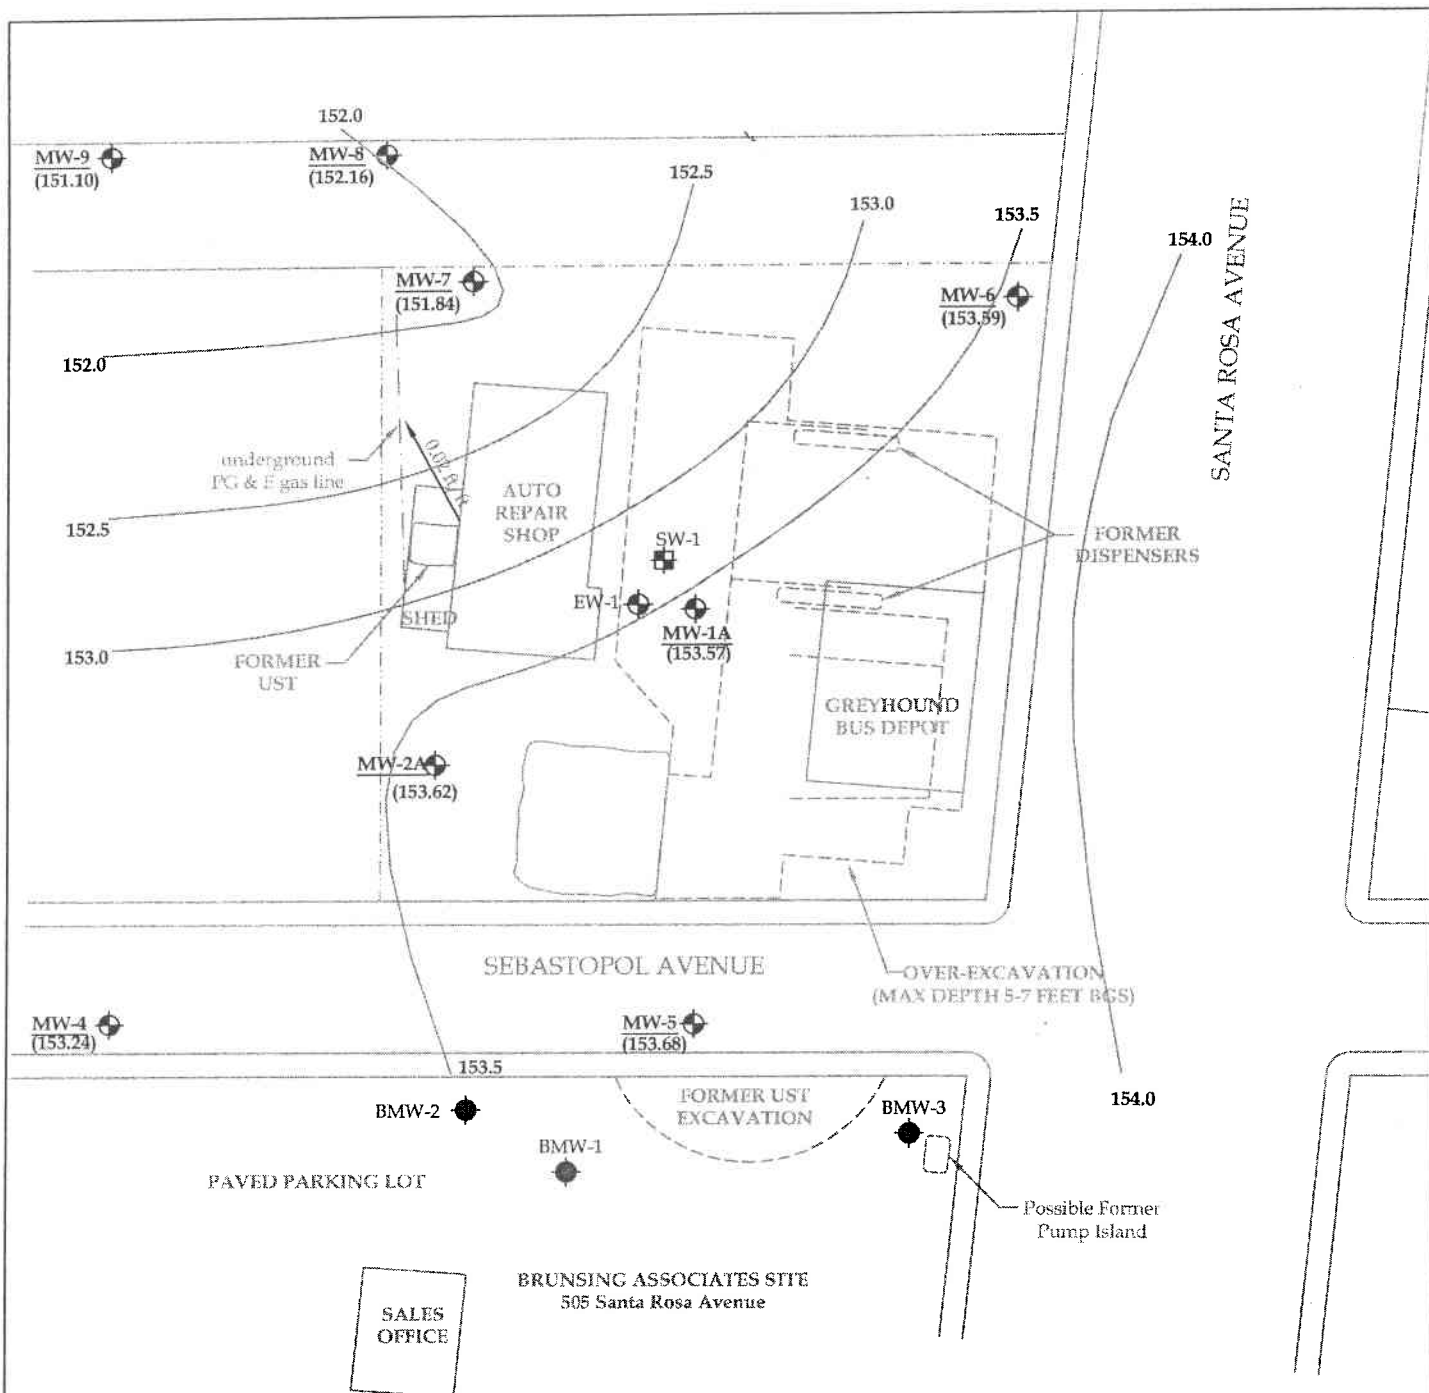 152.0
MW-9
(151.10)
MW-8
(152.16)
152.5
153.0
153.5
154.0
SANTA ROSA AVENUE
MW-7
(151.84)
MW-6
(153.59)
152.0
underground
PG & E gas line
0.02 ft/ft
AUTO
REPAIR
SHOP
152.5
SW-1
FORMER
DISPENSERS
EW-1
SHED
MW-1A
(153.57)
153.0
FORMER
UST
GREYHOUND
BUS DEPOT
MW-2A
(153.62)
SEBASTOPOL AVENUE
OVER-EXCAVATION
(MAX DEPTH 5-7 FEET BGS)
MW-4
(153.24)
MW-5
(153.68)
153.5
154.0
BMW-2
FORMER UST
EXCAVATION
BMW-3
BMW-1
PAVED PARKING LOT
Possible Former
Pump Island
BRUNSING ASSOCIATES SITE
505 Santa Rosa Avenue
SALES
OFFICE